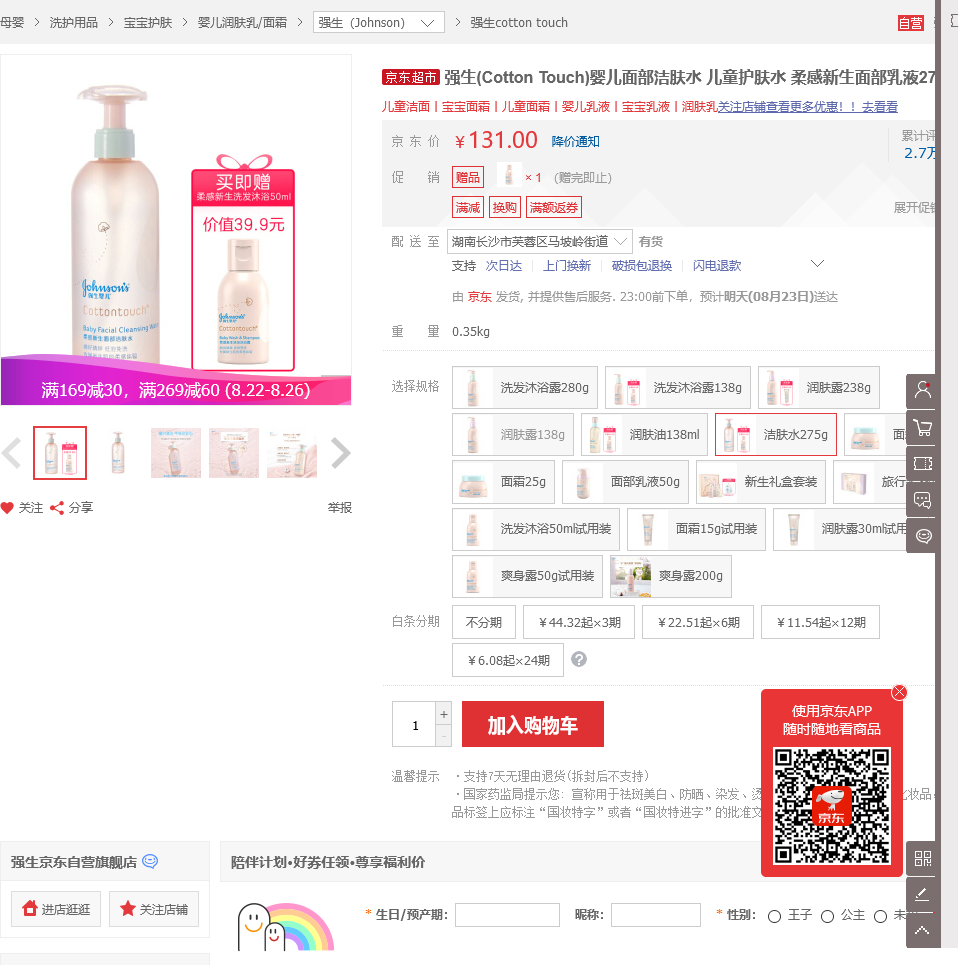 母婴 > 洗护用品 > 宝宝护肤 > 婴儿润肤乳/面霜 > 强生（Johnson） > 强生cotton touch
自营
京东超市 强生(Cotton Touch)婴儿面部洁肤水 儿童护肤水 柔感新生面部乳液27
儿童洁面丨宝宝面霜丨儿童面霜丨婴儿乳液丨宝宝乳液丨润肤乳关注店铺查看更多优惠！！去看看
京东价 ￥131.00 降价通知
累计评
2.7万
促销 赠品 × 1 （赠完即止）
满减 换购 满额返券
展开促销
配送至 湖南长沙市芙蓉区马坡岭街道 有货
支持 次日达 上门换新 破损包退换 闪电退款
由 京东 发货, 并提供售后服务. 23:00前下单，预计明天(08月23日)送达
重量 0.35kg
选择规格 洗发沐浴露280g 洗发沐浴露138g 润肤露238g
润肤露138g 润肤油138ml 洁肤水275g 面
面霜25g 面部乳液50g 新生礼盒套装 旅行
洗发沐浴50ml试用装 面霜15g试用装 润肤露30ml试用
爽身露50g试用装 爽身露200g
白条分期 不分期 ￥44.32起×3期 ￥22.51起×6期 ￥11.54起×12期
￥6.08起×24期 ?
1 + -
加入购物车
温馨提示 ·支持7天无理由退货(拆封后不支持)
·国家药监局提示您：宣称用于祛斑美白、防晒、染发、烫
化妆品
品标签上应标注“国妆特字”或者“国妆特进字”的批准文
买即赠
柔感新生洗发沐浴50ml
价值39.9元
Johnson's
强生婴儿
Cottontouch
Baby Facial Cleansing Wa
柔感新生面部洁肤水
Johnson's
强生婴儿
Cottontouch
Baby Wash & Shampoo
满169减30，满269减60 (8.22-8.26)
关注 分享 举报
使用京东APP
随时随地看商品
京东
强生京东自营旗舰店
进店逛逛 关注店铺
陪伴计划•好券任领•尊享福利价
* 生日/预产期： 昵称： * 性别： 王子 公主 未